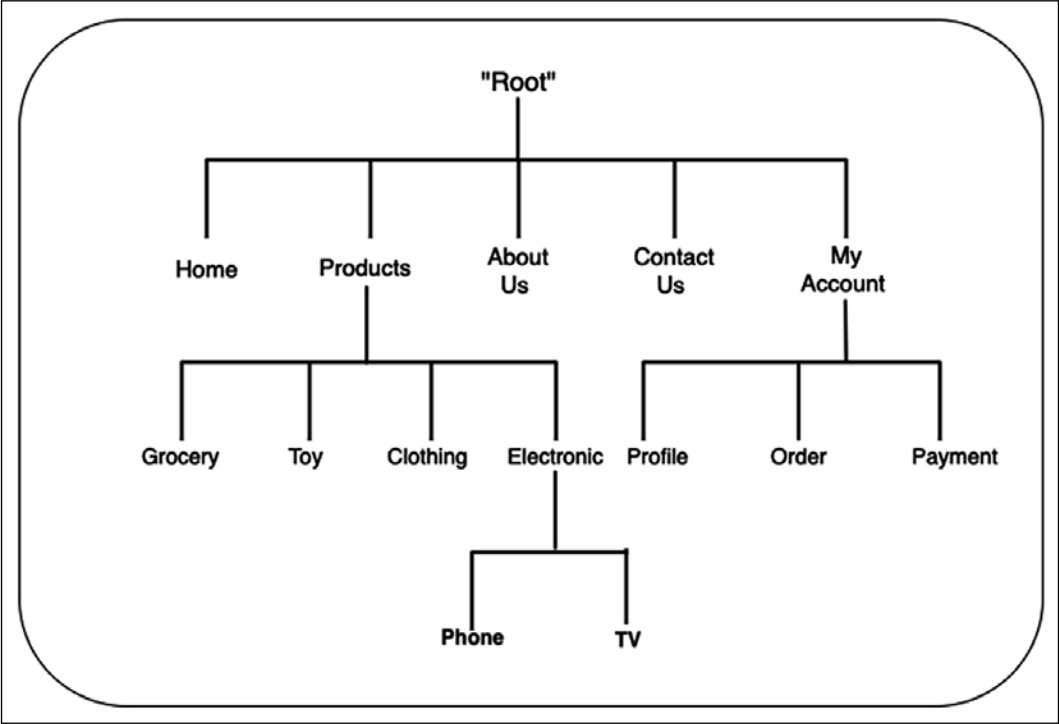 "Root"
Home
Products
About
Us
Contact
Us
My
Account
Grocery
Toy
Clothing
Electronic
Profile
Order
Payment
Phone
TV